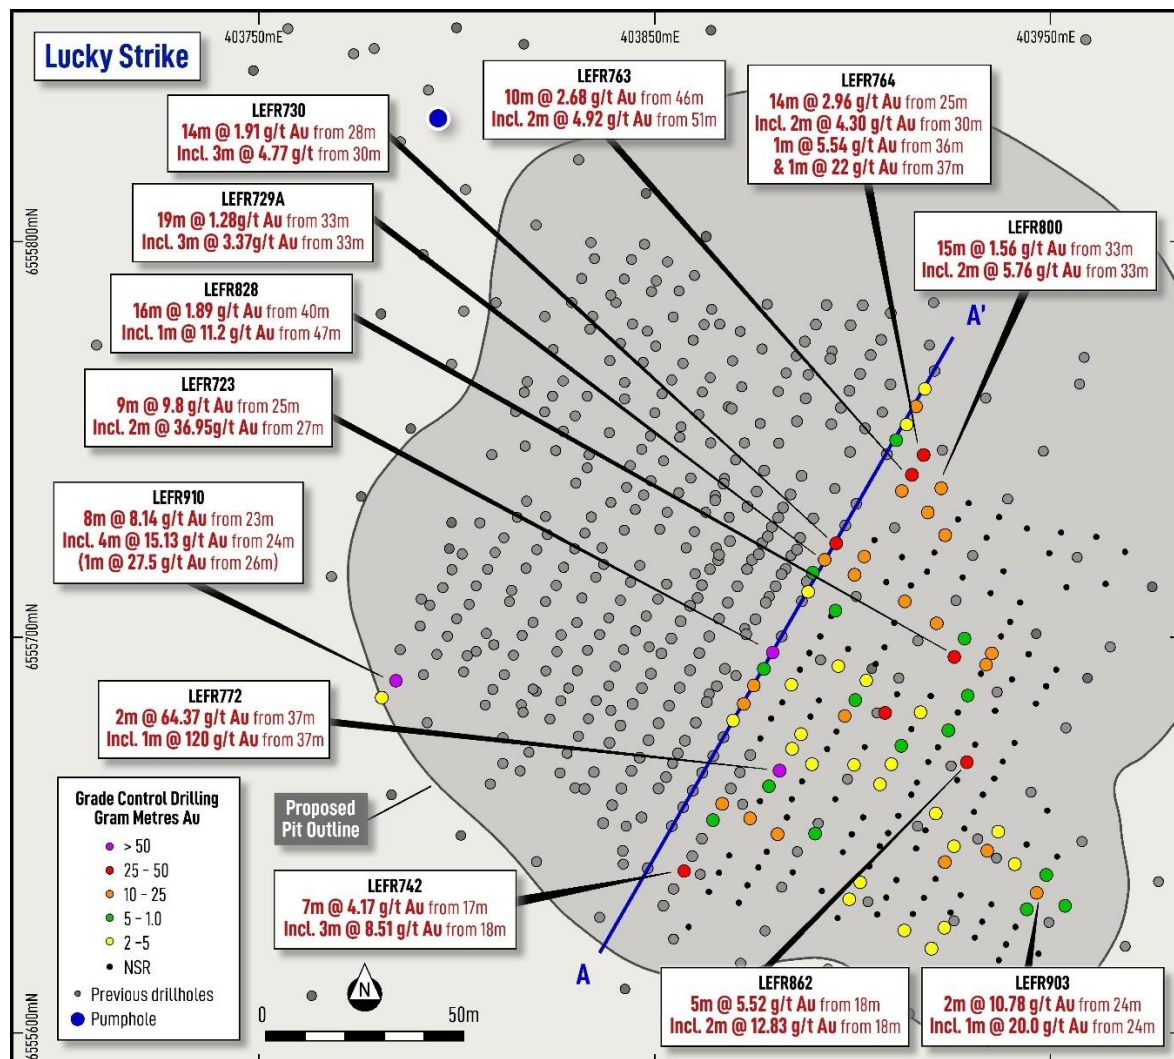 403750mE
403850mE
403950mE
Lucky Strike
LEFR730
14m @ 1.91 g/t Au from 28m
Incl. 3m @ 4.77 g/t from 30m
LEFR763
10m @ 2.68 g/t Au from 46m
Incl. 2m @ 4.92 g/t Au from 51m
LEFR764
14m @ 2.96 g/t Au from 25m
Incl. 2m @ 4.30 g/t Au from 30m
1m @ 5.54 g/t Au from 36m
& 1m @ 22 g/t Au from 37m
LEFR729A
19m @ 1.28g/t Au from 33m
Incl. 3m @ 3.37g/t Au from 33m
LEFR800
15m @ 1.56 g/t Au from 33m
Incl. 2m @ 5.76 g/t Au from 33m
6555800mN
LEFR828
16m @ 1.89 g/t Au from 40m
Incl. 1m @ 11.2 g/t Au from 47m
A'
LEFR723
9m @ 9.8 g/t Au from 25m
Incl. 2m @ 36.95g/t Au from 27m
LEFR910
8m @ 8.14 g/t Au from 23m
Incl. 4m @ 15.13 g/t Au from 24m
(1m @ 27.5 g/t Au from 26m)
6555700mN
LEFR772
2m @ 64.37 g/t Au from 37m
Incl. 1m @ 120 g/t Au from 37m
Proposed
Pit Outline
Grade Control Drilling
Gram Metres Au
> 50
25 - 50
10 - 25
5 - 1.0
2 -5
NSR
Previous drillholes
Pumphole
LEFR742
7m @ 4.17 g/t Au from 17m
Incl. 3m @ 8.51 g/t Au from 18m
A
N
0
50m
LEFR862
5m @ 5.52 g/t Au from 18m
Incl. 2m @ 12.83 g/t Au from 18m
LEFR903
2m @ 10.78 g/t Au from 24m
Incl. 1m @ 20.0 g/t Au from 24m
6555600mN